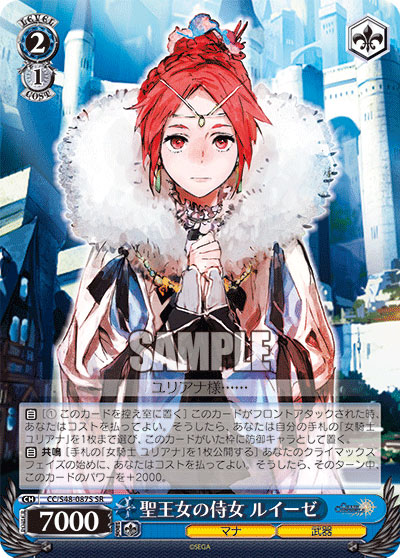 LEVEL
2
1
COST
SAMPLE
ユリアナ様……
自 [① このカードを控え室に置く] このカードがフロントアタックされた時、
あなたはコストを払ってよい。そうしたら、あなたは自分の手札の「女騎士
ユリアナ」を1枚まで選び、このカードがいた枠に防御キャラとして置く。
自 共鳴 [手札の「女騎士 ユリアナ」を1枚公開する] あなたのクライマックス
フェイズの始めに、あなたはコストを払ってよい。そうしたら、そのターン中、
このカードのパワーを+2000。
CH CC/S48-087S SR
POWER
7000
聖王女の侍女 ルイーゼ
マナ
武器
©SEGA